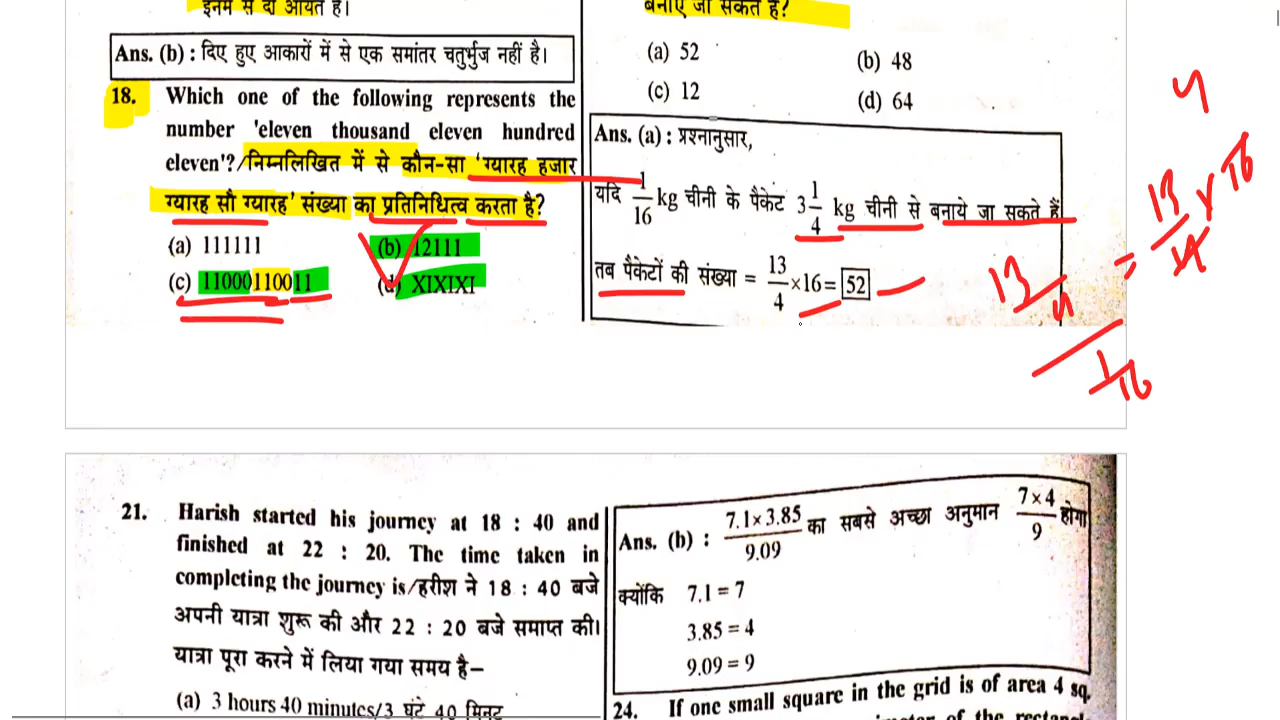 इनमें से दो आयत हैं।
Ans. (b) : दिए हुए आकारों में से एक समांतर चतुर्भुज नहीं है।
18. Which one of the following represents the
number 'eleven thousand eleven hundred
eleven'?/निम्नलिखित में से कौन-सा 'ग्यारह हजार
ग्यारह सौ ग्यारह' संख्या का प्रतिनिधित्व करता है?
(a) 111111
(b) 12111
(c) 11000110011
(d) XIXIXI
बनाए जा सकते हैं?
(a) 52
(b) 48
(c) 12
(d) 64
Ans. (a) : प्रश्नानुसार,
यदि 1/16 kg चीनी के पैकेट 3 1/4 kg चीनी से बनाये जा सकते हैं
तब पैकेटों की संख्या = 13/4 ×16= 52
4
13/4 / 1/16 = 13/4 × 16
21. Harish started his journey at 18 : 40 and
finished at 22 : 20. The time taken in
completing the journey is/हरीश ने 18 : 40 बजे
अपनी यात्रा शुरू की और 22 : 20 बजे समाप्त की।
यात्रा पूरा करने में लिया गया समय है–
(a) 3 hours 40 minutes/3 घंटे 40 मिनट
Ans. (b) : 7.1×3.85/9.09 का सबसे अच्छा अनुमान 7×4/9 होगा
क्योंकि 7.1 = 7
3.85 = 4
9.09 = 9
24. If one small square in the grid is of area 4 sq.
of the